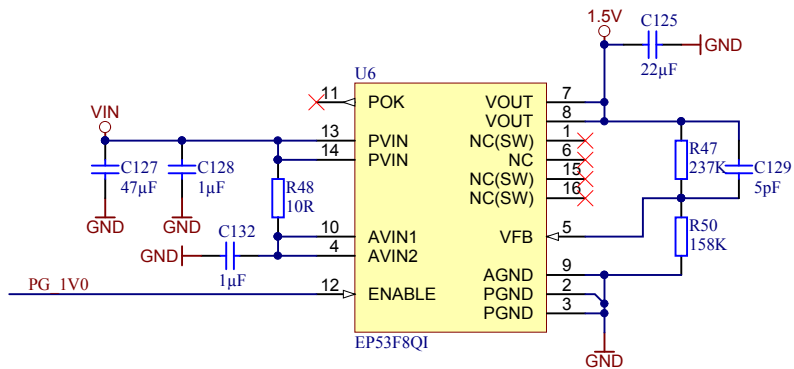 1.5V
C125
22µF
GND
U6
11
POK
VOUT
7
VOUT
8
VIN
13
PVIN
NC(SW)
1
14
PVIN
NC
6
NC(SW)
15
NC(SW)
16
C127
47µF
C128
1µF
R48
10R
R47
237K
C129
5pF
GND
GND
C132
1µF
GND
10
AVIN1
4
AVIN2
VFB
5
R50
158K
AGND
9
PG_1V0
12
ENABLE
PGND
2
PGND
3
EP53F8QI
GND